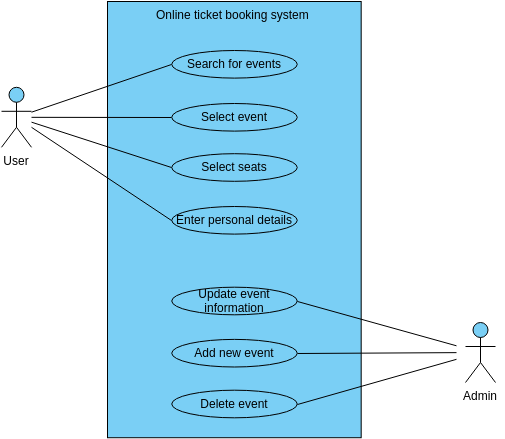 Online ticket booking system
Search for events
Select event
Select seats
Enter personal details
User
Update event
information
Add new event
Delete event
Admin